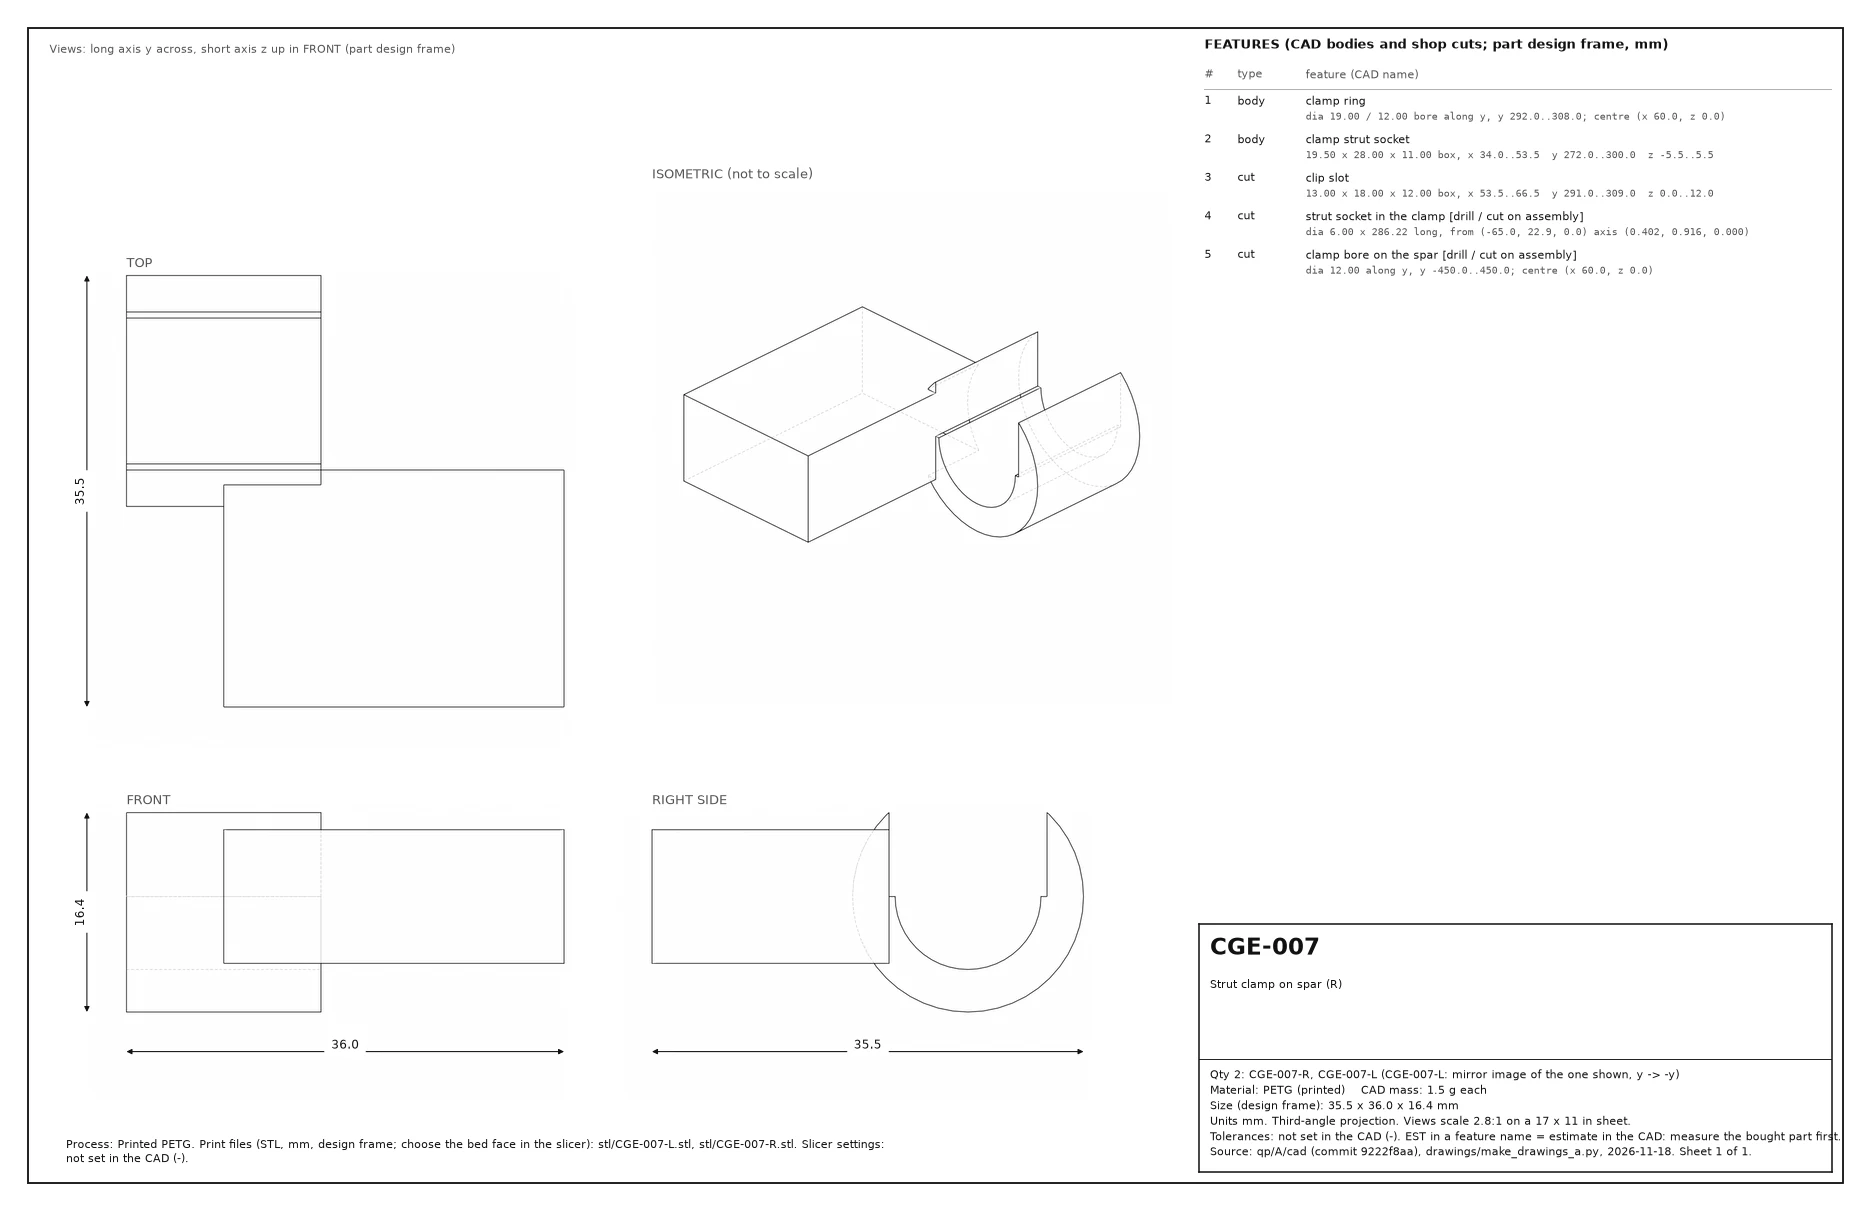 Views: long axis y across, short axis z up in FRONT (part design frame)
FEATURES (CAD bodies and shop cuts; part design frame, mm)
# type feature (CAD name)
1 body clamp ring
dia 19.00 / 12.00 bore along y, y 292.0..308.0; centre (x 60.0, z 0.0)
2 body clamp strut socket
19.50 x 28.00 x 11.00 box, x 34.0..53.5 y 272.0..300.0 z -5.5..5.5
3 cut clip slot
13.00 x 18.00 x 12.00 box, x 53.5..66.5 y 291.0..309.0 z 0.0..12.0
4 cut strut socket in the clamp [drill / cut on assembly]
dia 6.00 x 286.22 long, from (-65.0, 22.9, 0.0) axis (0.402, 0.916, 0.000)
5 cut clamp bore on the spar [drill / cut on assembly]
dia 12.00 along y, y -450.0..450.0; centre (x 60.0, z 0.0)
ISOMETRIC (not to scale)
TOP
35.5
FRONT
RIGHT SIDE
16.4
36.0
35.5
CGE-007
Strut clamp on spar (R)
Qty 2: CGE-007-R, CGE-007-L (CGE-007-L: mirror image of the one shown, y -> -y)
Material: PETG (printed) CAD mass: 1.5 g each
Size (design frame): 35.5 x 36.0 x 16.4 mm
Units mm. Third-angle projection. Views scale 2.8:1 on a 17 x 11 in sheet.
Tolerances: not set in the CAD (-). EST in a feature name = estimate in the CAD: measure the bought part first.
Source: qp/A/cad (commit 9222f8aa), drawings/make_drawings_a.py, 2026-11-18. Sheet 1 of 1.
Process: Printed PETG. Print files (STL, mm, design frame; choose the bed face in the slicer): stl/CGE-007-L.stl, stl/CGE-007-R.stl. Slicer settings:
not set in the CAD (-).